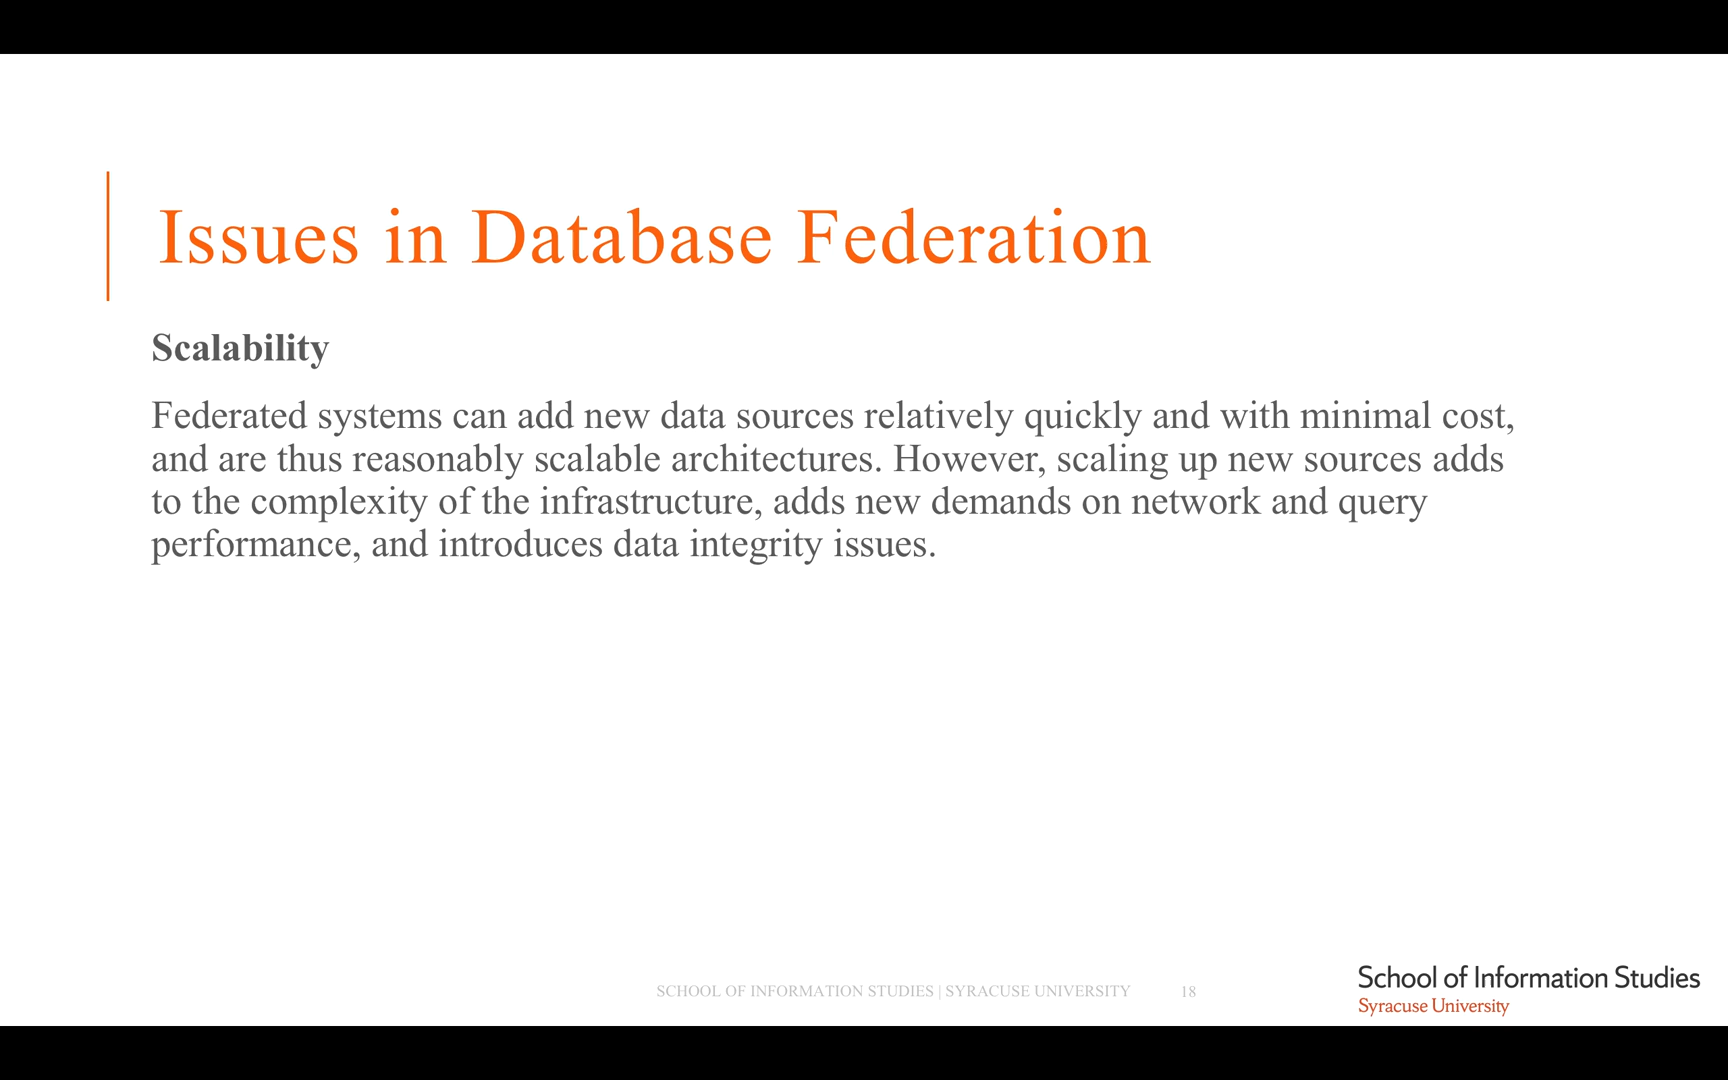 Issues in Database Federation
Scalability
Federated systems can add new data sources relatively quickly and with minimal cost,
and are thus reasonably scalable architectures. However, scaling up new sources adds
to the complexity of the infrastructure, adds new demands on network and query
performance, and introduces data integrity issues.
SCHOOL OF INFORMATION STUDIES | SYRACUSE UNIVERSITY 18
School of Information Studies
Syracuse University